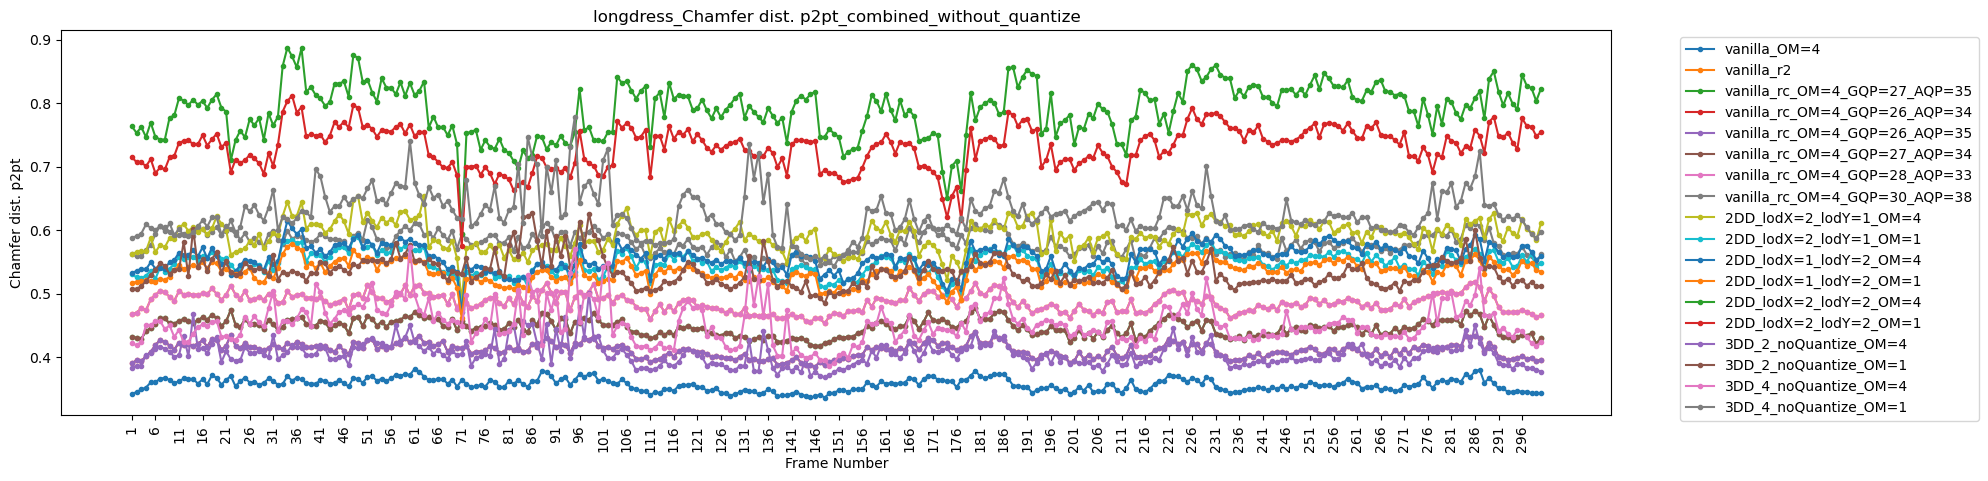 longdress_Chamfer dist. p2pt_combined_without_quantize
Chamfer dist. p2pt
0.9
0.8
0.7
0.6
0.5
0.4
1 6 11 16 21 26 31 36 41 46 51 56 61 66 71 76 81 86 91 96 101 106 111 116 121 126 131 136 141 146 151 156 161 166 171 176 181 186 191 196 201 206 211 216 221 226 231 236 241 246 251 256 261 266 271 276 281 286 291 296
Frame Number
vanilla_OM=4
vanilla_r2
vanilla_rc_OM=4_GQP=27_AQP=35
vanilla_rc_OM=4_GQP=26_AQP=34
vanilla_rc_OM=4_GQP=26_AQP=35
vanilla_rc_OM=4_GQP=27_AQP=34
vanilla_rc_OM=4_GQP=28_AQP=33
vanilla_rc_OM=4_GQP=30_AQP=38
2DD_lodX=2_lodY=1_OM=4
2DD_lodX=2_lodY=1_OM=1
2DD_lodX=1_lodY=2_OM=4
2DD_lodX=1_lodY=2_OM=1
2DD_lodX=2_lodY=2_OM=4
2DD_lodX=2_lodY=2_OM=1
3DD_2_noQuantize_OM=4
3DD_2_noQuantize_OM=1
3DD_4_noQuantize_OM=4
3DD_4_noQuantize_OM=1